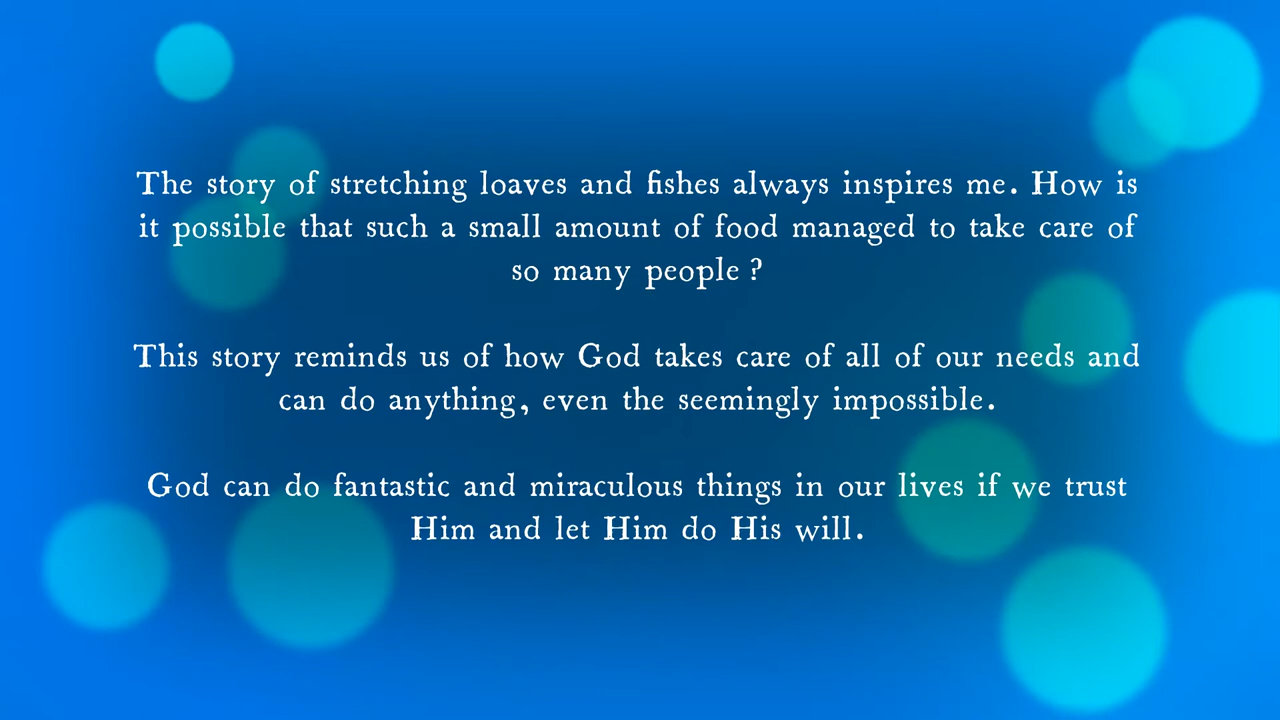 The story of stretching loaves and fishes always inspires me. How is
it possible that such a small amount of food managed to take care of
so many people ?
This story reminds us of how God takes care of all of our needs and
can do anything, even the seemingly impossible.
God can do fantastic and miraculous things in our lives if we trust
Him and let Him do His will.